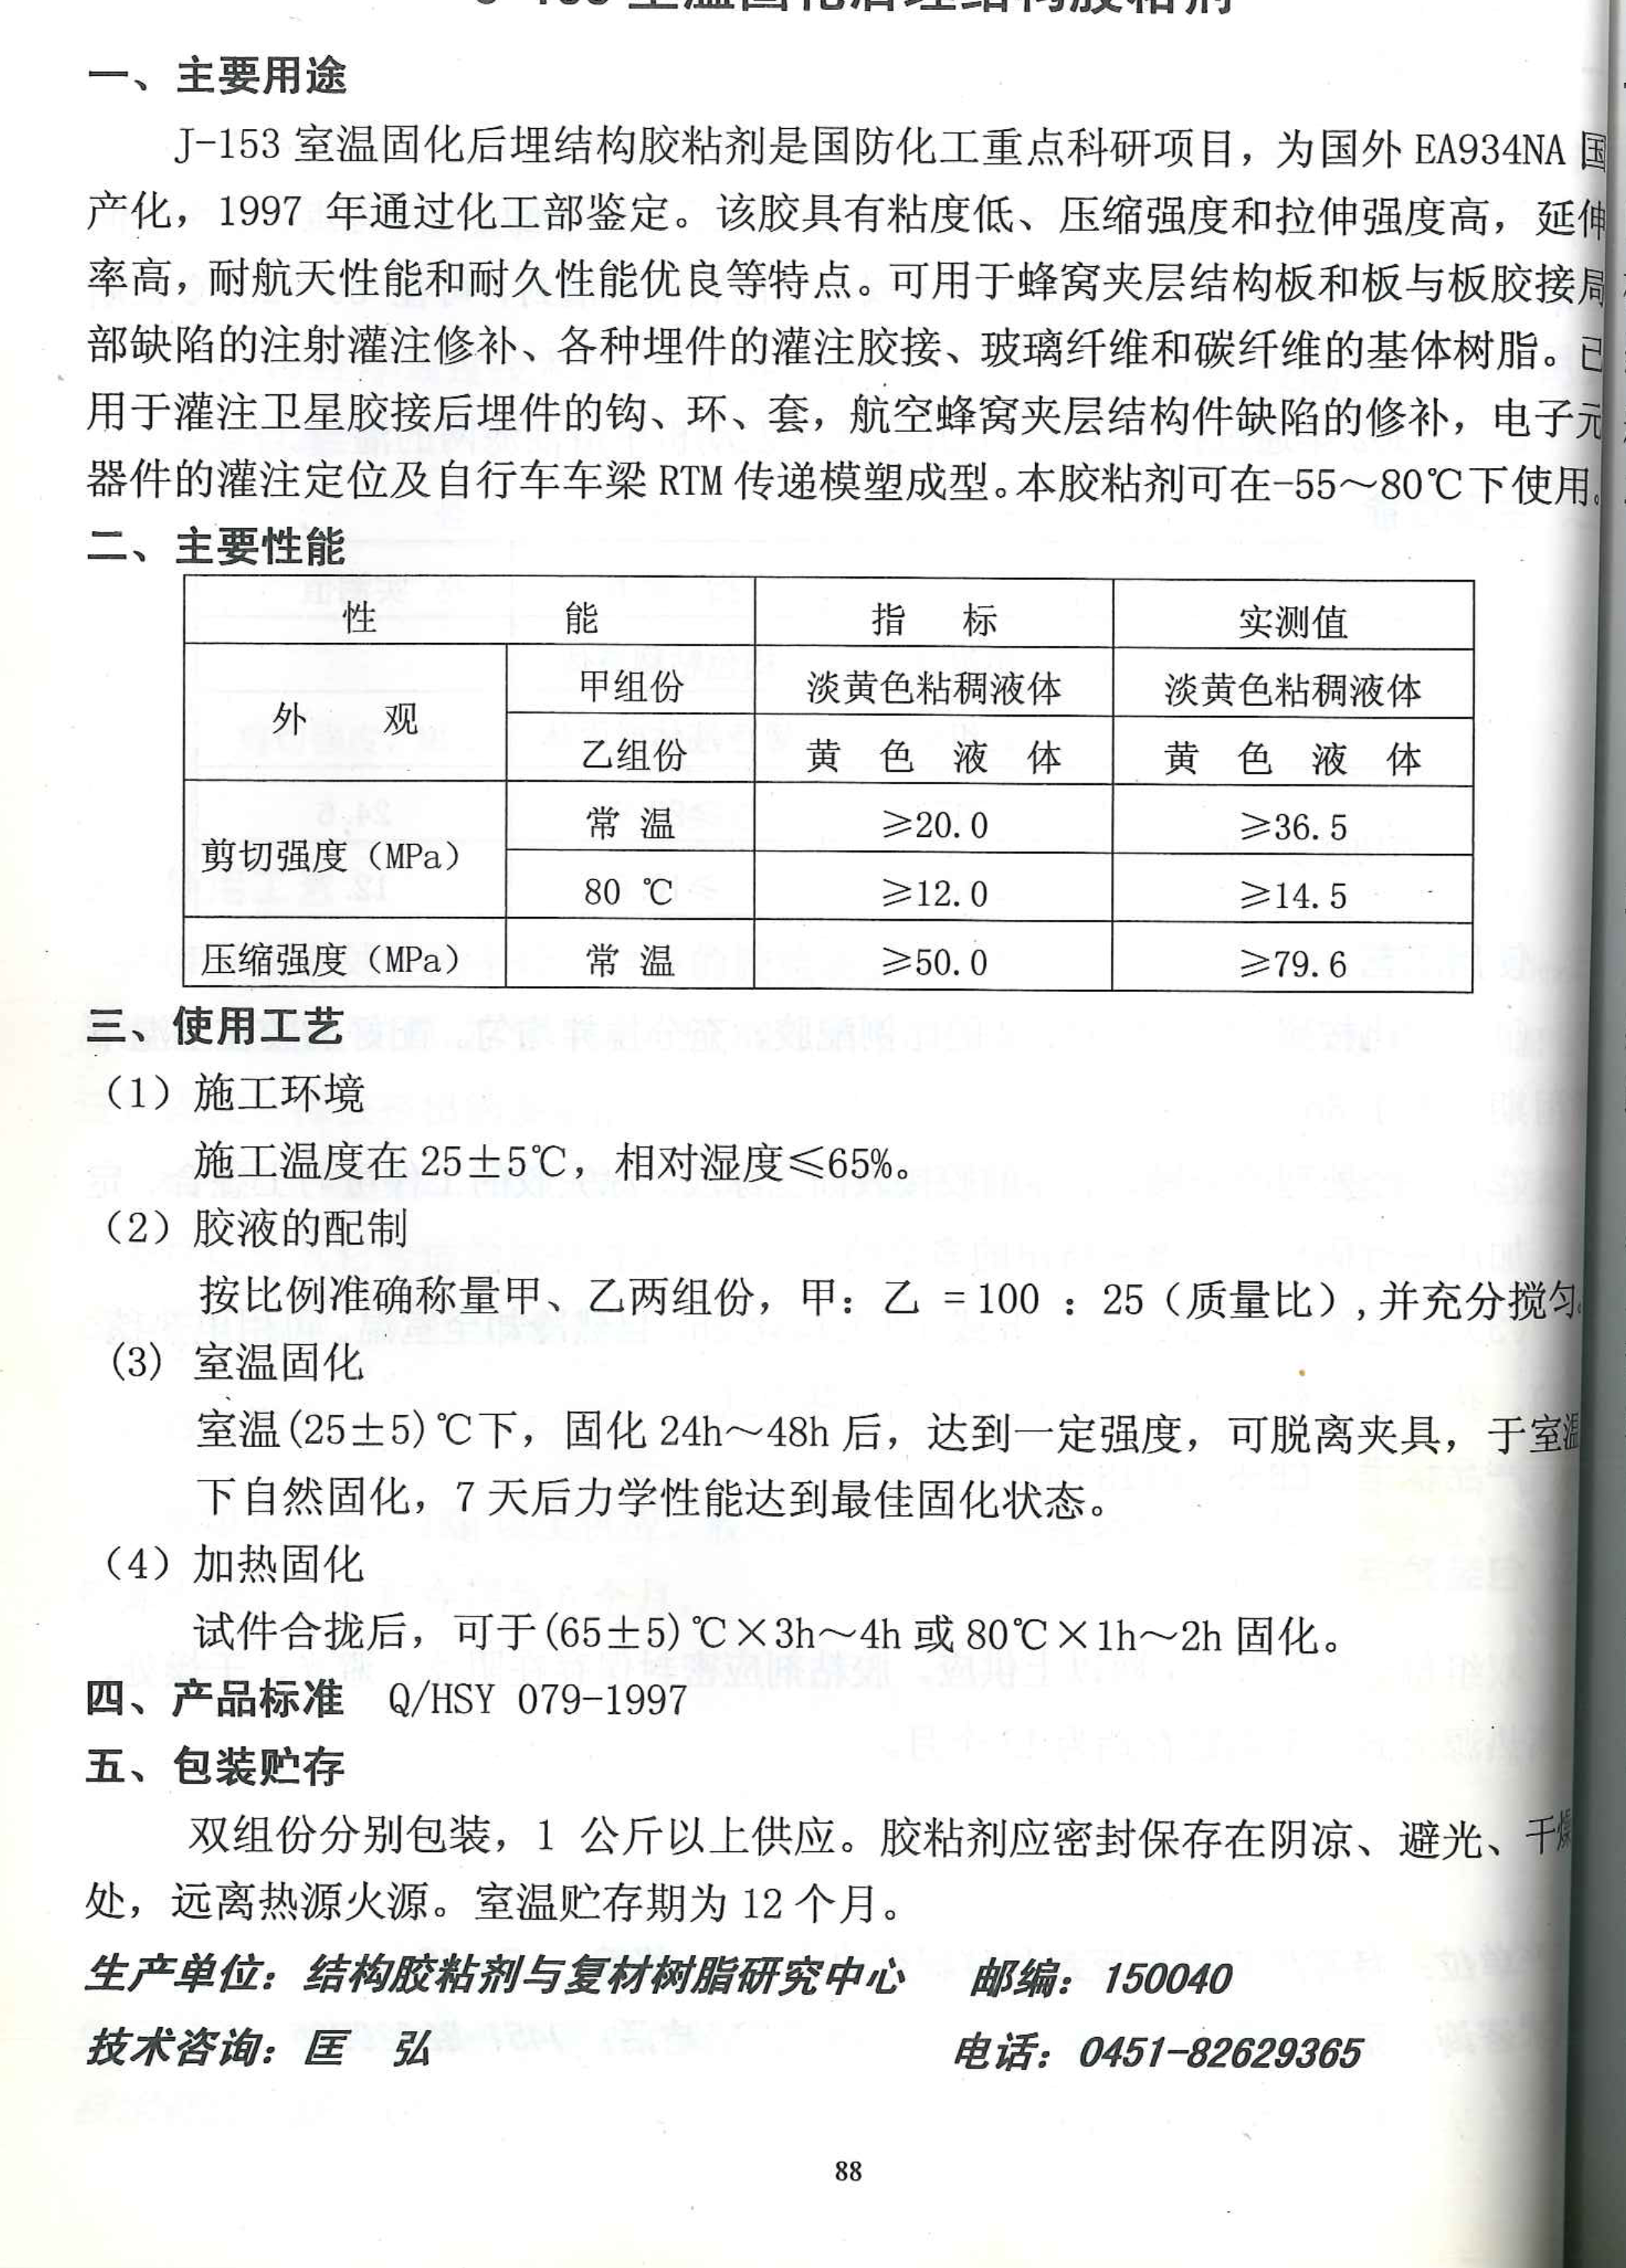 J-153 室温固化后埋结构胶粘剂
一、主要用途
J-153 室温固化后埋结构胶粘剂是国防化工重点科研项目，为国外 EA934NA 国
产化，1997 年通过化工部鉴定。该胶具有粘度低、压缩强度和拉伸强度高，延伸
率高，耐航天性能和耐久性能优良等特点。可用于蜂窝夹层结构板和板与板胶接局
部缺陷的注射灌注修补、各种埋件的灌注胶接、玻璃纤维和碳纤维的基体树脂。已
用于灌注卫星胶接后埋件的钩、环、套，航空蜂窝夹层结构件缺陷的修补，电子元
器件的灌注定位及自行车车梁 RTM 传递模塑成型。本胶粘剂可在-55～80℃下使用。
二、主要性能
性 能 指 标 实测值
外 观 甲组份 淡黄色粘稠液体 淡黄色粘稠液体
乙组份 黄 色 液 体 黄 色 液 体
剪切强度（MPa） 常 温 ≥20.0 ≥36.5
80 ℃ ≥12.0 ≥14.5
压缩强度（MPa） 常 温 ≥50.0 ≥79.6
三、使用工艺
（1）施工环境
施工温度在 25±5℃，相对湿度≤65%。
（2）胶液的配制
按比例准确称量甲、乙两组份，甲：乙 =100 ：25（质量比）,并充分搅匀。
(3) 室温固化
室温(25±5)℃下，固化 24h～48h 后，达到一定强度，可脱离夹具，于室温
下自然固化，7 天后力学性能达到最佳固化状态。
（4）加热固化
试件合拢后，可于(65±5)℃×3h～4h 或 80℃×1h～2h 固化。
四、产品标准 Q/HSY 079-1997
五、包装贮存
双组份分别包装，1 公斤以上供应。胶粘剂应密封保存在阴凉、避光、干燥
处，远离热源火源。室温贮存期为 12 个月。
生产单位：结构胶粘剂与复材树脂研究中心 邮编：150040
技术咨询：匡 弘 电话：0451-82629365
88